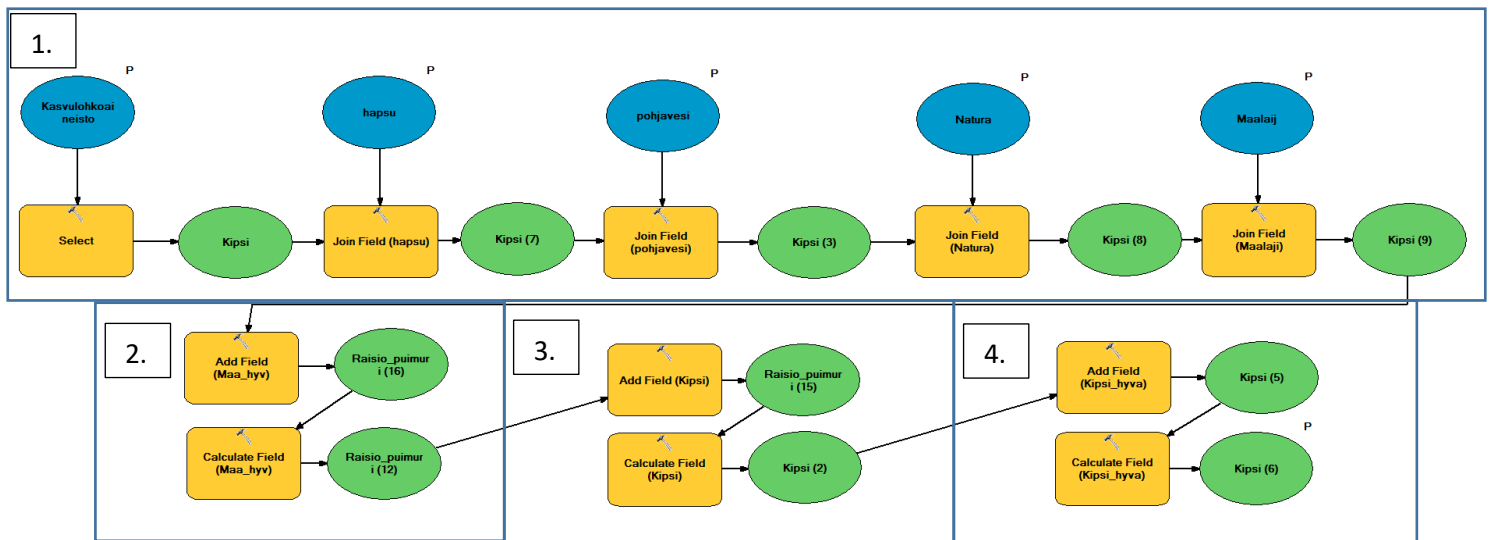 1.
P
P
P
P
P
Kasvulohkoai
neisto
hapsu
pohjavesi
Natura
Maalaij
Select
Kipsi
Join Field (hapsu)
Kipsi (7)
Join Field
(pohjavesi)
Kipsi (3)
Join Field
(Natura)
Kipsi (8)
Join Field
(Maalaji)
Kipsi (9)
2.
Add Field
(Maa_hyv)
Raisio_puimur
i (16)
Calculate Field
(Maa_hyv)
Raisio_puimur
i (12)
3.
Add Field (Kipsi)
Raisio_puimur
i (15)
Calculate Field
(Kipsi)
Kipsi (2)
4.
Add Field
(Kipsi_hyva)
Kipsi (5)
Calculate Field
(Kipsi_hyva)
P
Kipsi (6)